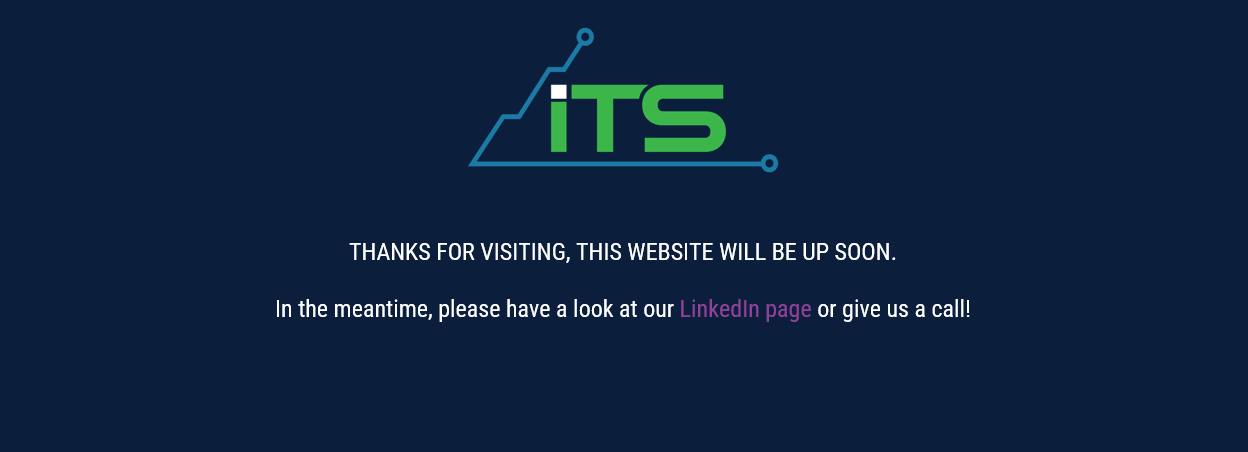 iTS
THANKS FOR VISITING, THIS WEBSITE WILL BE UP SOON.
In the meantime, please have a look at our LinkedIn page or give us a call!